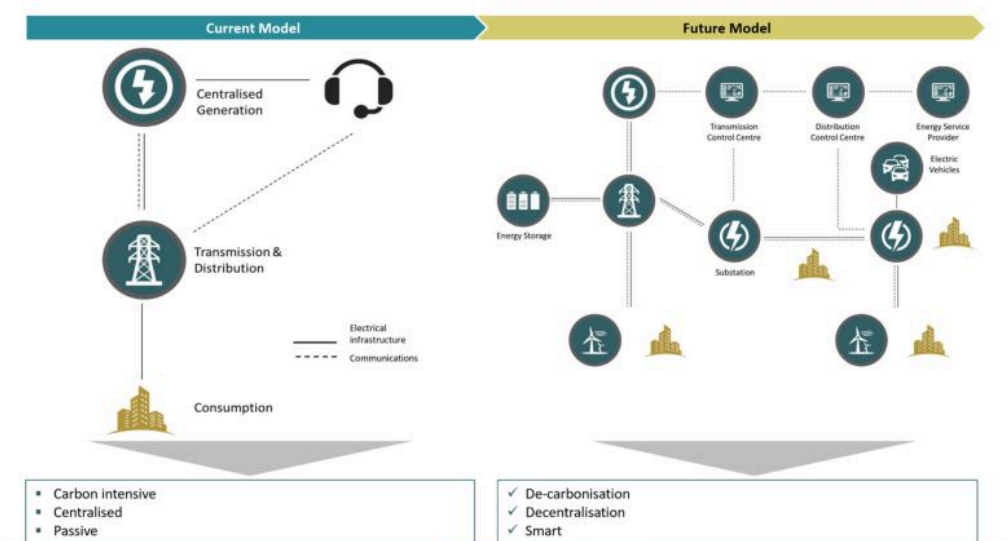 Current Model
Future Model
Centralised
Generation
Transmission &
Distribution
Electrical
infrastructure
Communications
Consumption
Transmission
Control Centre
Distribution
Control Centre
Energy Service
Provider
Electric
Vehicles
Energy Storage
Substation
▪ Carbon intensive
▪ Centralised
▪ Passive
✓ De-carbonisation
✓ Decentralisation
✓ Smart